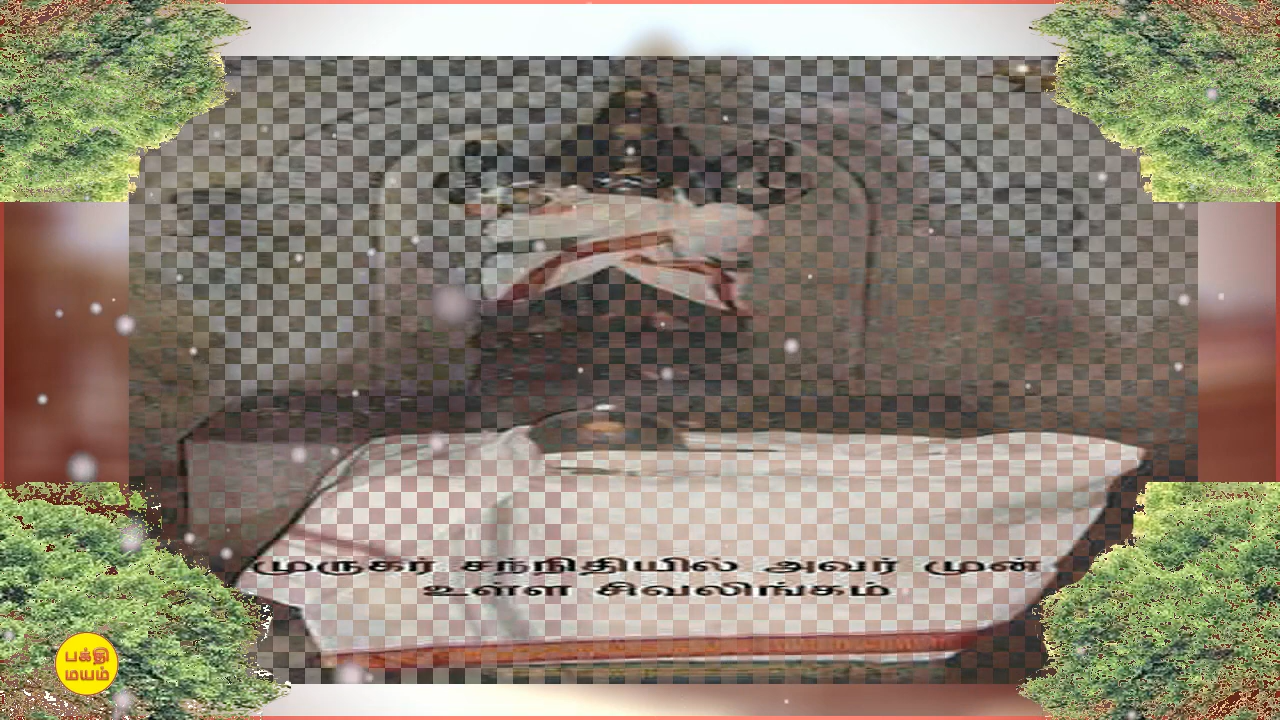 முருகர் சந்நிதியில் அவர் முன்
உள்ள சிவலிங்கம்
பக்தி
மயம்